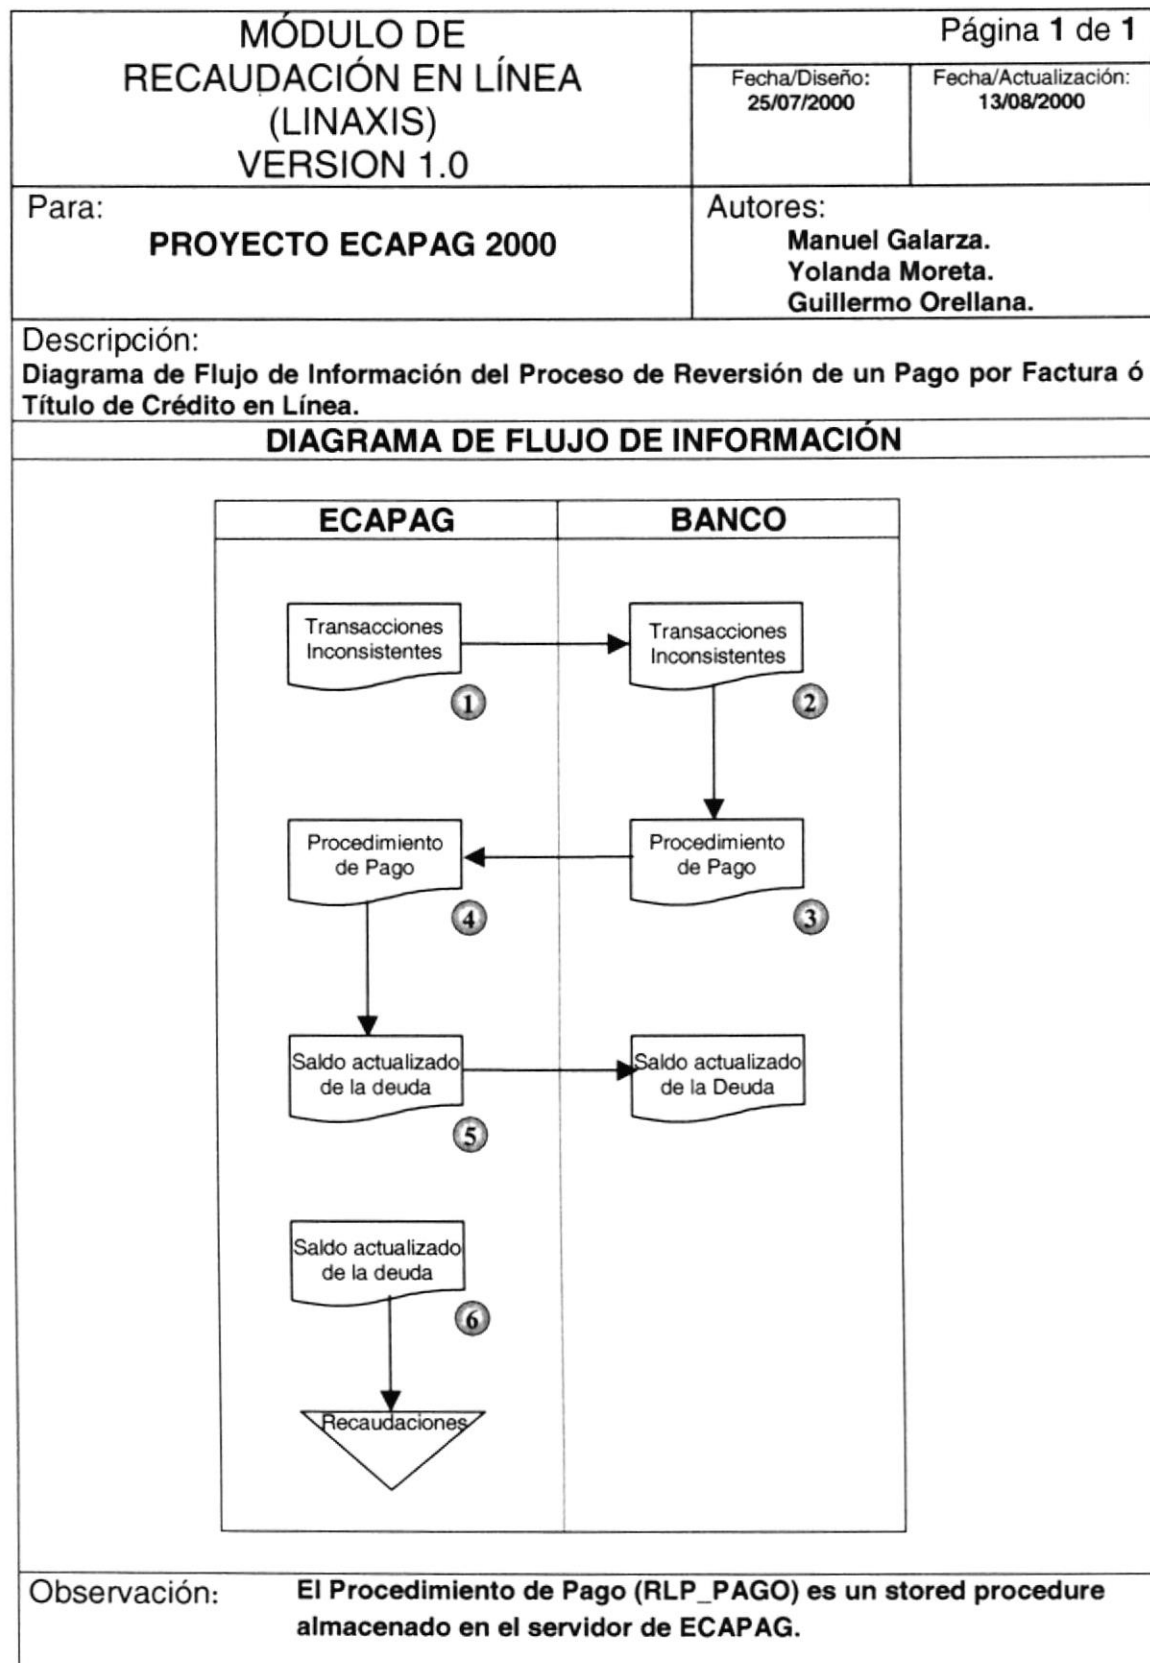 MÓDULO DE
RECAUDACIÓN EN LÍNEA
(LINAXIS)
VERSION 1.0
Página 1 de 1
Fecha/Diseño:
25/07/2000
Fecha/Actualización:
13/08/2000
Para:
PROYECTO ECAPAG 2000
Autores:
Manuel Galarza.
Yolanda Moreta.
Guillermo Orellana.
Descripción:
Diagrama de Flujo de Información del Proceso de Reversión de un Pago por Factura ó
Título de Crédito en Línea.
DIAGRAMA DE FLUJO DE INFORMACIÓN
ECAPAG
BANCO
Transacciones
Inconsistentes
1
Transacciones
Inconsistentes
2
Procedimiento
de Pago
4
Procedimiento
de Pago
3
Saldo actualizado
de la deuda
5
Saldo actualizado
de la Deuda
Saldo actualizado
de la deuda
6
Recaudaciones
Observación:
El Procedimiento de Pago (RLP_PAGO) es un stored procedure
almacenado en el servidor de ECAPAG.